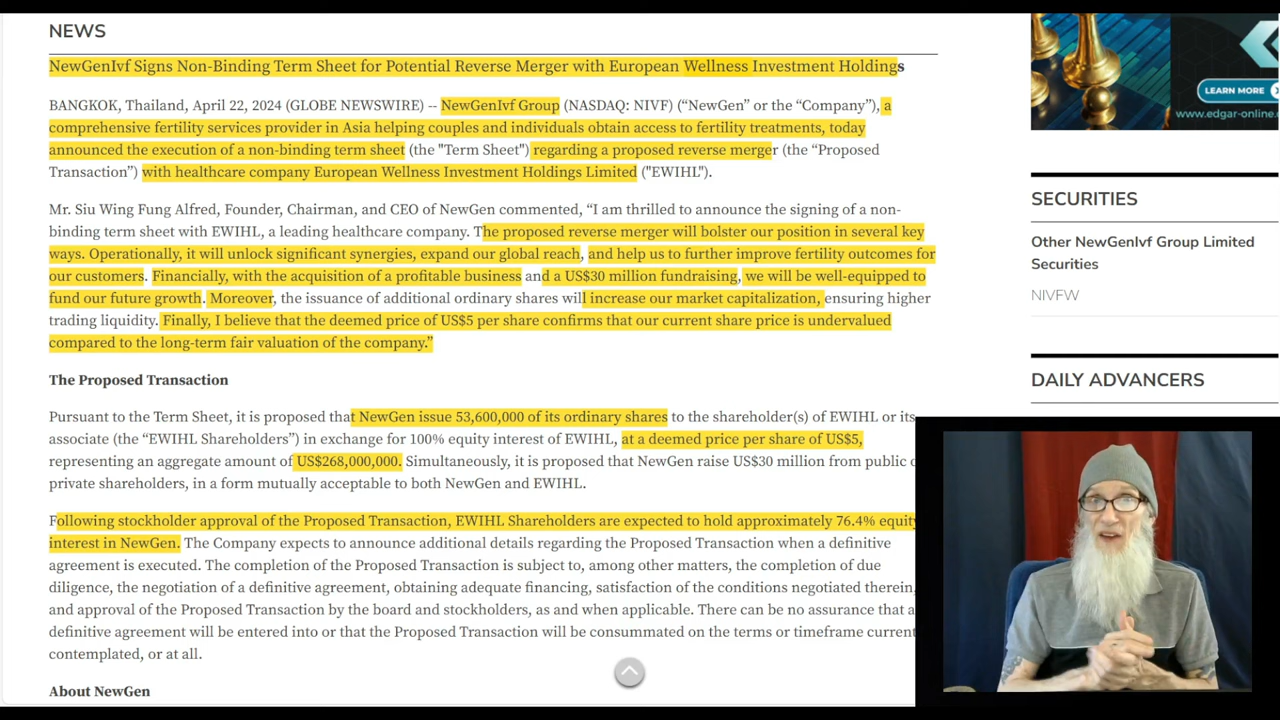 NEWS
NewGenIvf Signs Non-Binding Term Sheet for Potential Reverse Merger with European Wellness Investment Holdings
BANGKOK, Thailand, April 22, 2024 (GLOBE NEWSWIRE) -- NewGenIvf Group (NASDAQ: NIVF) (“NewGen” or the “Company”), a
comprehensive fertility services provider in Asia helping couples and individuals obtain access to fertility treatments, today
announced the execution of a non-binding term sheet (the "Term Sheet") regarding a proposed reverse merger (the “Proposed
Transaction”) with healthcare company European Wellness Investment Holdings Limited ("EWIHL").
Mr. Siu Wing Fung Alfred, Founder, Chairman, and CEO of NewGen commented, “I am thrilled to announce the signing of a non-
binding term sheet with EWIHL, a leading healthcare company. The proposed reverse merger will bolster our position in several key
ways. Operationally, it will unlock significant synergies, expand our global reach, and help us to further improve fertility outcomes for
our customers. Financially, with the acquisition of a profitable business and a US$30 million fundraising, we will be well-equipped to
fund our future growth. Moreover, the issuance of additional ordinary shares will increase our market capitalization, ensuring higher
trading liquidity. Finally, I believe that the deemed price of US$5 per share confirms that our current share price is undervalued
compared to the long-term fair valuation of the company.”
The Proposed Transaction
Pursuant to the Term Sheet, it is proposed that NewGen issue 53,600,000 of its ordinary shares to the shareholder(s) of EWIHL or its
associate (the “EWIHL Shareholders”) in exchange for 100% equity interest of EWIHL, at a deemed price per share of US$5,
representing an aggregate amount of US$268,000,000. Simultaneously, it is proposed that NewGen raise US$30 million from public o
private shareholders, in a form mutually acceptable to both NewGen and EWIHL.
Following stockholder approval of the Proposed Transaction, EWIHL Shareholders are expected to hold approximately 76.4% equity
interest in NewGen. The Company expects to announce additional details regarding the Proposed Transaction when a definitive
agreement is executed. The completion of the Proposed Transaction is subject to, among other matters, the completion of due
diligence, the negotiation of a definitive agreement, obtaining adequate financing, satisfaction of the conditions negotiated therein,
and approval of the Proposed Transaction by the board and stockholders, as and when applicable. There can be no assurance that a
definitive agreement will be entered into or that the Proposed Transaction will be consummated on the terms or timeframe current
contemplated, or at all.
About NewGen
LEARN MORE
www.edgar-online.c
SECURITIES
Other NewGenIvf Group Limited
Securities
NIVFW
DAILY ADVANCERS